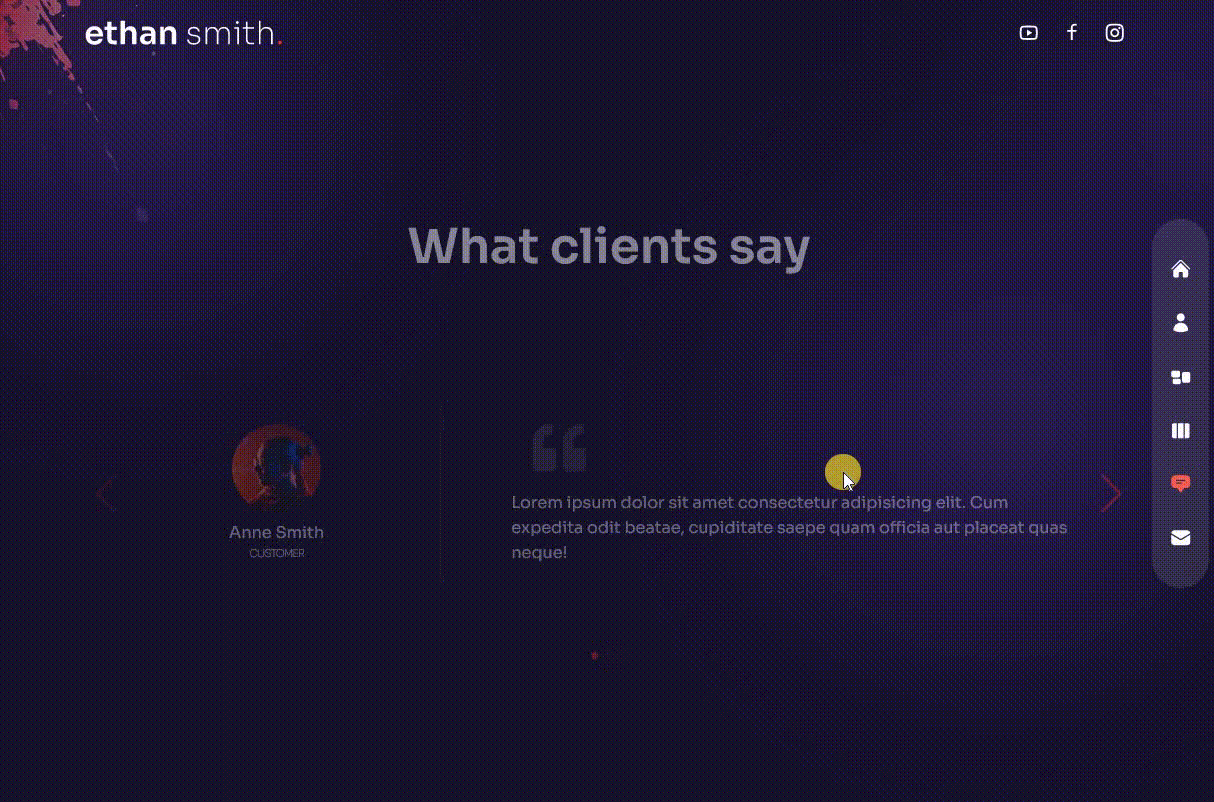 ethan smith.
What clients say
Anne Smith
CUSTOMER
Lorem ipsum dolor sit amet consectetur adipisicing elit. Cum
expedita odit beatae, cupiditate saepe quam officia aut placeat quas
neque!